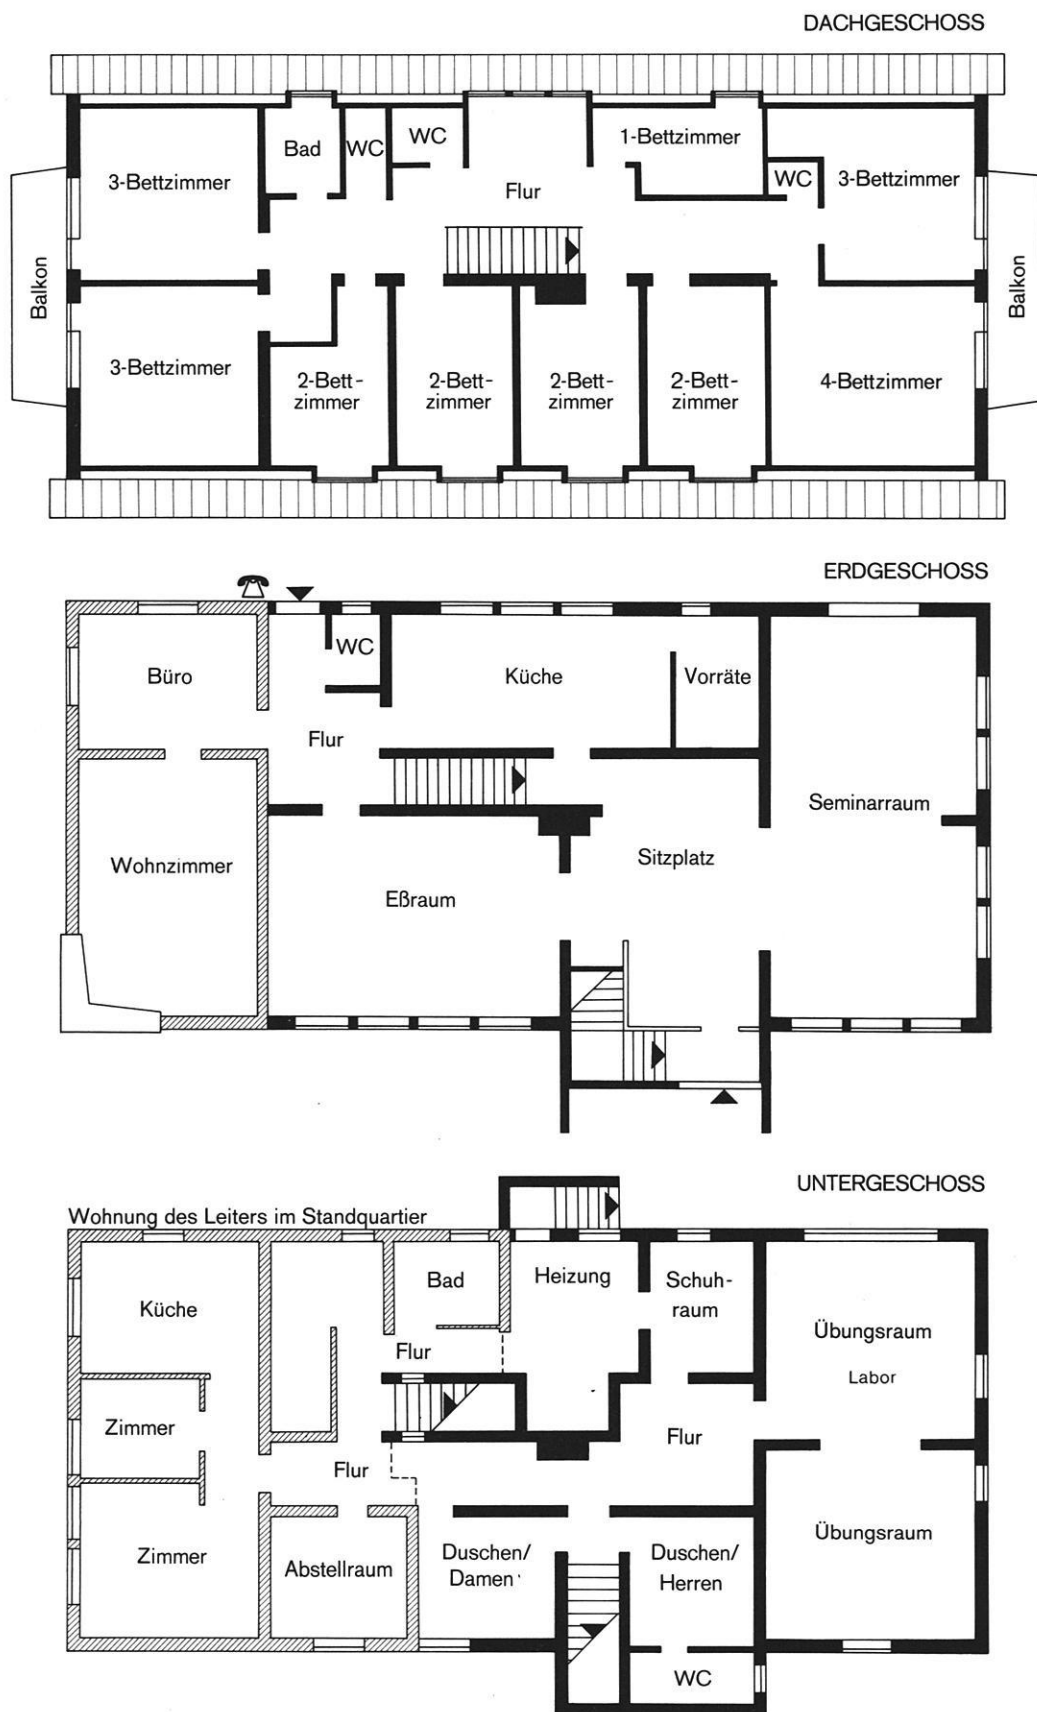 DACHGESCHOSS
Bad
WC
WC
1-Bettzimmer
3-Bettzimmer
Flur
WC
3-Bettzimmer
Balkon
Balkon
3-Bettzimmer
2-Bett-
zimmer
2-Bett-
zimmer
2-Bett-
zimmer
2-Bett-
zimmer
4-Bettzimmer
ERDGESCHOSS
Büro
WC
Küche
Vorräte
Flur
Seminarraum
Wohnzimmer
Eßraum
Sitzplatz
UNTERGESCHOSS
Wohnung des Leiters im Standquartier
Küche
Bad
Heizung
Schuh-
raum
Übungsraum
Labor
Flur
Zimmer
Flur
Flur
Zimmer
Abstellraum
Duschen/
Damen
Duschen/
Herren
Übungsraum
WC